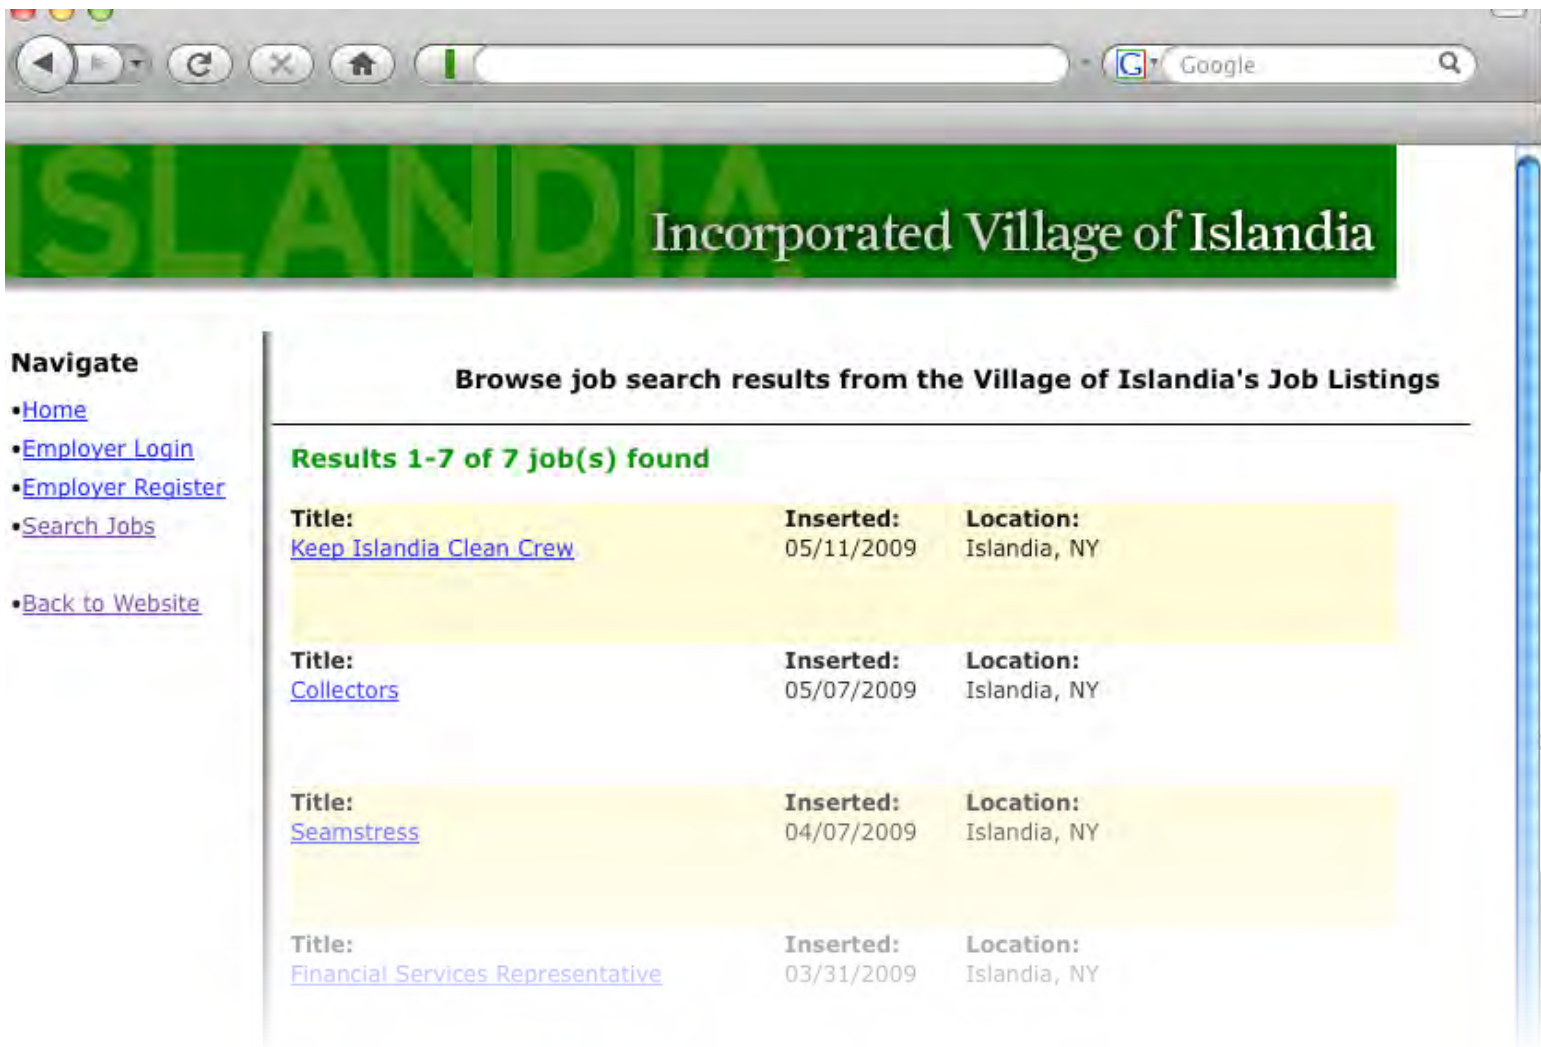 Google
ISLANDIA
Incorporated Village of Islandia
Navigate
•Home
•Employer Login
•Employer Register
•Search Jobs
•Back to Website
Browse job search results from the Village of Islandia's Job Listings
Results 1-7 of 7 job(s) found
Title: Inserted: Location:
Keep Islandia Clean Crew 05/11/2009 Islandia, NY
Title: Inserted: Location:
Collectors 05/07/2009 Islandia, NY
Title: Inserted: Location:
Seamstress 04/07/2009 Islandia, NY
Title: Inserted: Location:
Financial Services Representative 03/31/2009 Islandia, NY